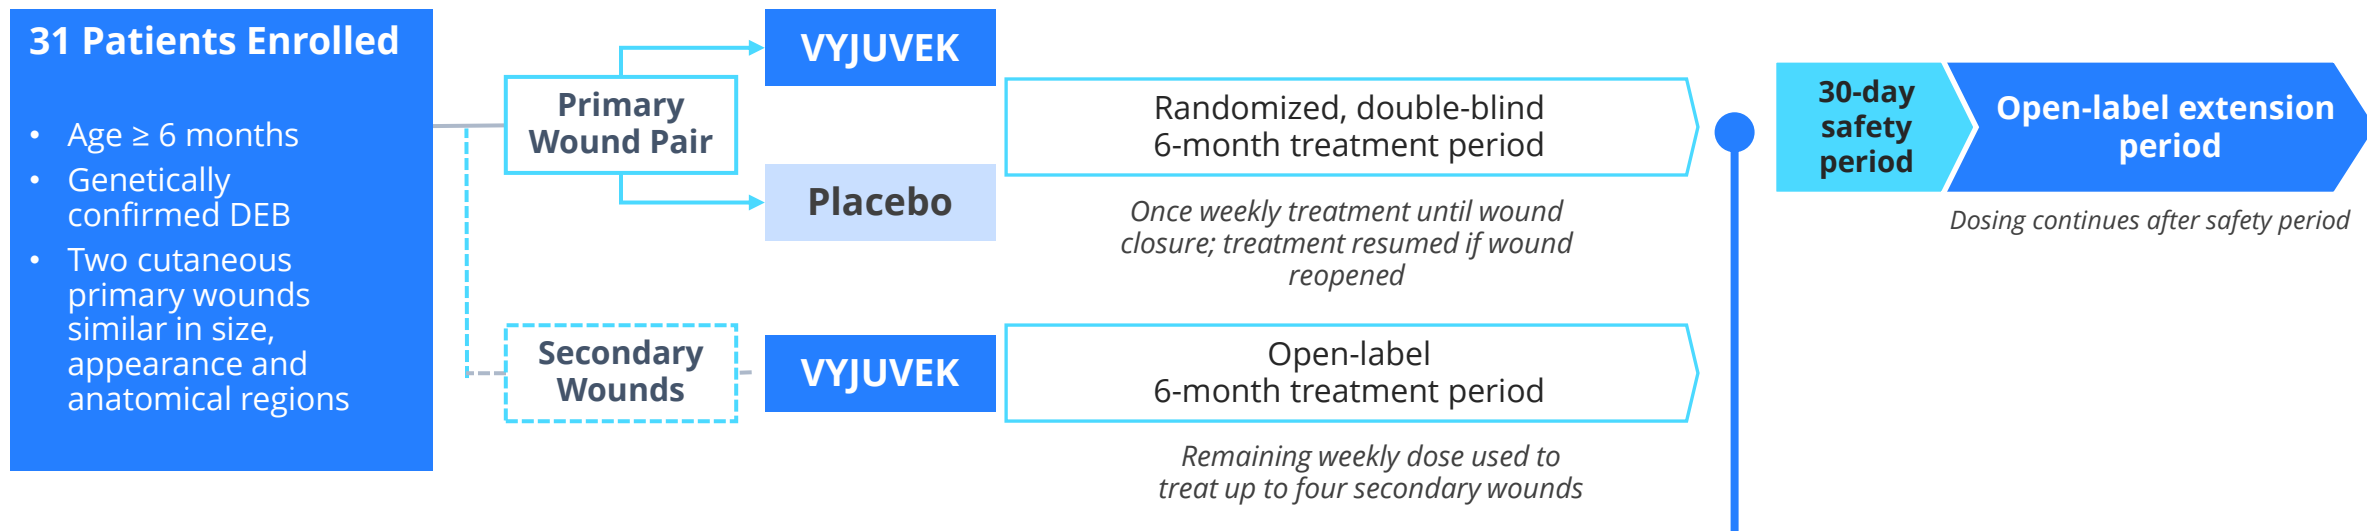 31 Patients Enrolled
• Age ≥ 6 months
• Genetically
confirmed DEB
• Two cutaneous
primary wounds
similar in size,
appearance and
anatomical regions
Primary
Wound Pair
VYJUVEK
Placebo
Randomized, double-blind
6-month treatment period
Once weekly treatment until wound
closure; treatment resumed if wound
reopened
Secondary
Wounds
VYJUVEK
Open-label
6-month treatment period
Remaining weekly dose used to
treat up to four secondary wounds
30-day
safety
period
Open-label extension
period
Dosing continues after safety period